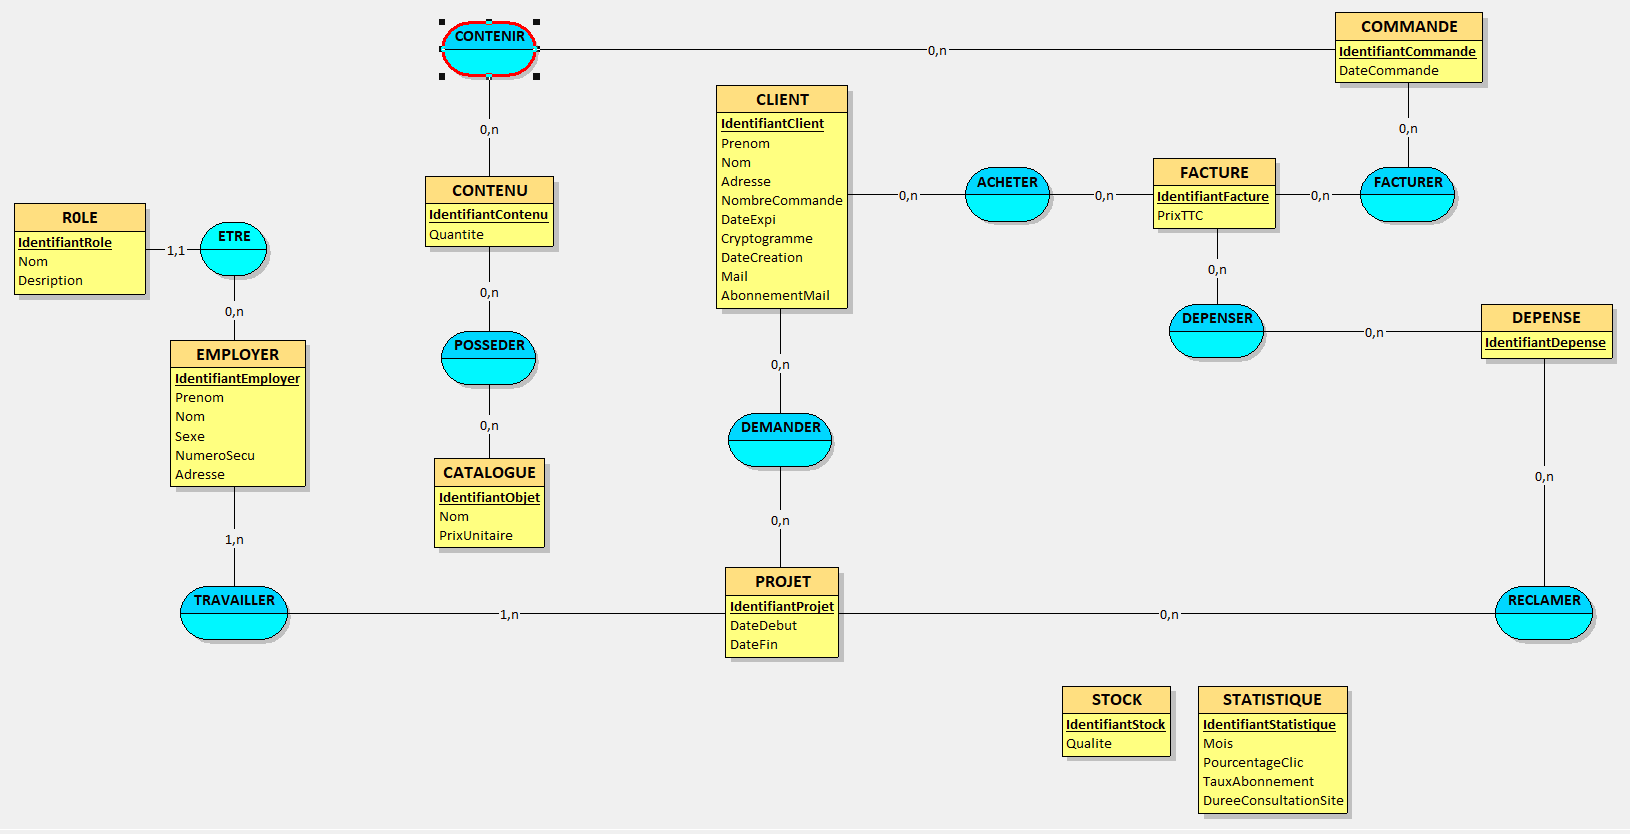 CONTENIR
0,n
COMMANDE
IdentifiantCommande
DateCommande
0,n
0,n
CLIENT
IdentifiantClient
Prenom
Nom
Adresse
NombreCommande
DateExpi
Cryptogramme
DateCreation
Mail
AbonnementMail
0,n
ACHETER
0,n
FACTURE
IdentifiantFacture
PrixTTC
0,n
FACTURER
CONTENU
IdentifiantContenu
Quantite
R0LE
IdentifiantRole
Nom
Desription
1,1
ETRE
0,n
0,n
0,n
DEPENSER
0,n
DEPENSE
IdentifiantDepense
EMPLOYER
IdentifiantEmployer
Prenom
Nom
Sexe
NumeroSecu
Adresse
POSSEDER
0,n
0,n
DEMANDER
CATALOGUE
IdentifiantObjet
Nom
PrixUnitaire
0,n
0,n
1,n
TRAVAILLER
1,n
PROJET
IdentifiantProjet
DateDebut
DateFin
0,n
RECLAMER
STOCK
IdentifiantStock
Qualite
STATISTIQUE
IdentifiantStatistique
Mois
PourcentageClic
TauxAbonnement
DureeConsultationSite